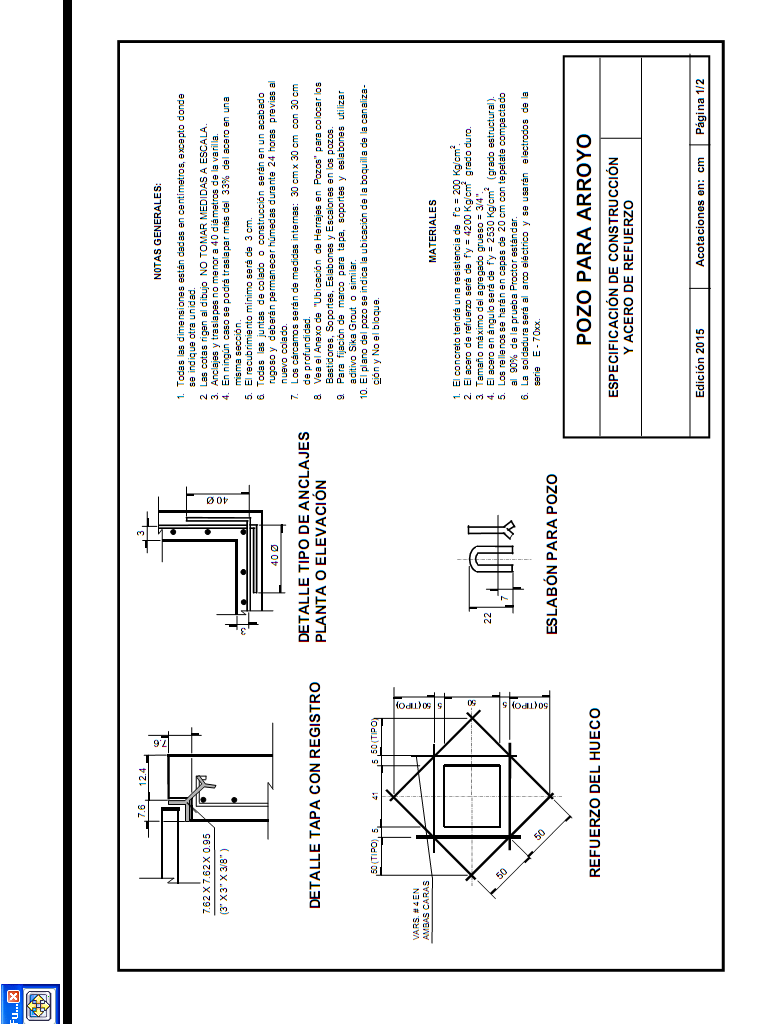 NOTAS GENERALES:
1. Todas las dimensiones están dadas en centímetros, excepto donde
se indique otra unidad.
2. Las cotas rigen al dibujo NO TOMAR MEDIDAS A ESCALA.
3. Anclajes y traslapes no menor a 40 diámetros de la varilla.
4. En ningún caso se podrá traslapar más del 33% del acero en una
misma sección.
5. El recubrimiento mínimo será de 3 cm.
6. Todas las juntas de colado o construcción serán en un acabado
rugoso y deberán permanecer húmedas durante 24 horas previas al
nuevo colado.
7. Los cárcamos serán de medidas internas: 30 cm x 30 cm con 30 cm
de profundidad.
8. Vea el Anexo de "Ubicación de Herrajes en Pozos" para colocar los
Bastidores, Soportes, Eslabones y Escalones en los pozos.
9. Para fijación de marco para tapa, soportes y eslabones utilizar
aditivo Sika Grout o similar.
10. El plano del pozo se indica la ubicación de la boquilla de la canaliza-
ción y No el bloque.
MATERIALES
1. El concreto tendrá una resistencia de f'c = 200 Kg/cm².
2. El acero de refuerzo será de f'y = 4200 Kg/cm² grado duro.
3. Tamaño máximo del agregado grueso = 3/4".
4. El acero en ángulo será de f'y = 2530 Kg/cm² (grado estructural).
5. Los rellenos se harán en capas de 20 cm con tepetate compactado
al 90% de la prueba Proctor estándar.
6. La soldadura será al arco eléctrico y se usarán electrodos de la
serie E - 70xx.
POZO PARA ARROYO
ESPECIFICACIÓN DE CONSTRUCCIÓN
Y ACERO DE REFUERZO
Edición 2015
Acotaciones en: cm
Página 1/2
3
40 Ø
40 Ø
3
DETALLE TIPO DE ANCLAJES
PLANTA O ELEVACIÓN
22
7
ESLABÓN PARA POZO
7.6
12.4
7.6
7.62 X 7.62 X 0.95
(3" X 3" X 3/8" )
DETALLE TAPA CON REGISTRO
50 (TIPO)
5
41
5
50 (TIPO)
50 (TIPO)
5
5
50 (TIPO)
50
50
VARS. # 4 EN
AMBAS CARAS
REFUERZO DEL HUECO